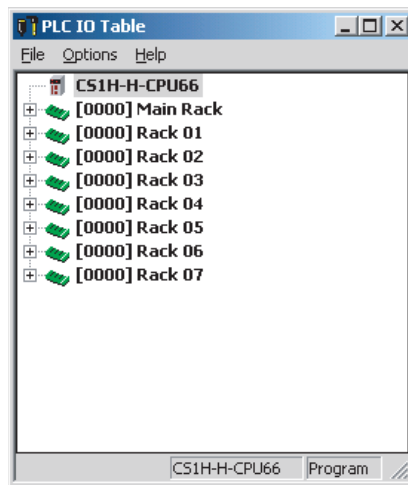 PLC IO Table
File Options Help
CS1H-H-CPU66
[0000] Main Rack
[0000] Rack 01
[0000] Rack 02
[0000] Rack 03
[0000] Rack 04
[0000] Rack 05
[0000] Rack 06
[0000] Rack 07
CS1H-H-CPU66 Program